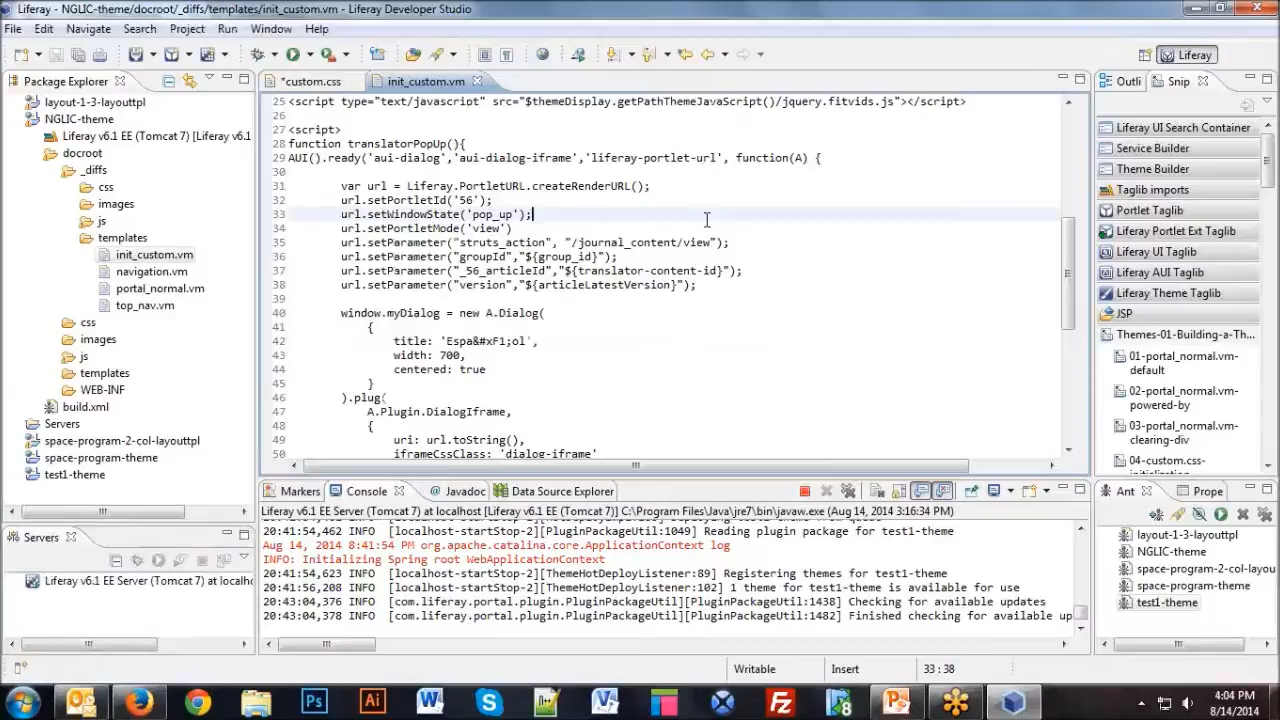 Liferay - NGLIC-theme/docroot/_diffs/templates/init_custom.vm - Liferay Developer Studio
File Edit Navigate Search Project Run Window Help
Liferay
Package Explorer
layout-1-3-layouttpl
NGLIC-theme
Liferay v6.1 EE (Tomcat 7) [Liferay v6.1
docroot
_diffs
css
images
js
templates
init_custom.vm
navigation.vm
portal_normal.vm
top_nav.vm
css
images
js
templates
WEB-INF
build.xml
Servers
space-program-2-col-layouttpl
space-program-theme
test1-theme
Servers
Liferay v6.1 EE Server (Tomcat 7) at localho
*custom.css
init_custom.vm
25 <script type="text/javascript" src="$themeDisplay.getPathThemeJavaScript()/jquery.fitvids.js"></script>
26
27 <script>
28 function translatorPopUp(){
29 AUI().ready('aui-dialog','aui-dialog-iframe','liferay-portlet-url', function(A) {
30
31 var url = Liferay.PortletURL.createRenderURL();
32 url.setPortletId('56');
33 url.setWindowState('pop_up');
34 url.setPortletMode('view')
35 url.setParameter("struts_action", "/journal_content/view");
36 url.setParameter("groupId","${group_id}");
37 url.setParameter("_56_articleId","${translator-content-id}");
38 url.setParameter("version","${articleLatestVersion}");
39
40 window.myDialog = new A.Dialog(
41 {
42 title: 'Espa&#xF1;ol',
43 width: 700,
44 centered: true
45 }
46 ).plug(
47 A.Plugin.DialogIframe,
48 {
49 uri: url.toString(),
50 iframeCssClass: 'dialog-iframe'
Markers Console Javadoc Data Source Explorer
Liferay v6.1 EE Server (Tomcat 7) at localhost [Liferay v6.1 EE Server (Tomcat 7)] C:\Program Files\Java\jre7\bin\javaw.exe (Aug 14, 2014 3:16:34 PM)
20:41:54,462 INFO [localhost-startStop-2][PluginPackageUtil:1049] Reading plugin package for test1-theme
Aug 14, 2014 8:41:54 PM org.apache.catalina.core.ApplicationContext log
INFO: Initializing Spring root WebApplicationContext
20:41:54,623 INFO [localhost-startStop-2][ThemeHotDeployListener:89] Registering themes for test1-theme
20:41:56,208 INFO [localhost-startStop-2][ThemeHotDeployListener:102] 1 theme for test1-theme is available for use
20:43:04,376 INFO [com.liferay.portal.plugin.PluginPackageUtil][PluginPackageUtil:1438] Checking for available updates
20:43:04,378 INFO [com.liferay.portal.plugin.PluginPackageUtil][PluginPackageUtil:1482] Finished checking for available up
Outli Snip
Liferay UI Search Container
Service Builder
Theme Builder
Taglib imports
Portlet Taglib
Liferay Portlet Ext Taglib
Liferay UI Taglib
Liferay AUI Taglib
Liferay Theme Taglib
JSP
Themes-01-Building-a-Th...
01-portal_normal.vm-
default
02-portal_normal.vm-
powered-by
03-portal_normal.vm-
clearing-div
04-custom.css-
initialization
Ant Prope
layout-1-3-layouttpl
NGLIC-theme
space-program-2-col-layou
space-program-theme
test1-theme
Writable Insert 33 : 38
4:04 PM
8/14/2014